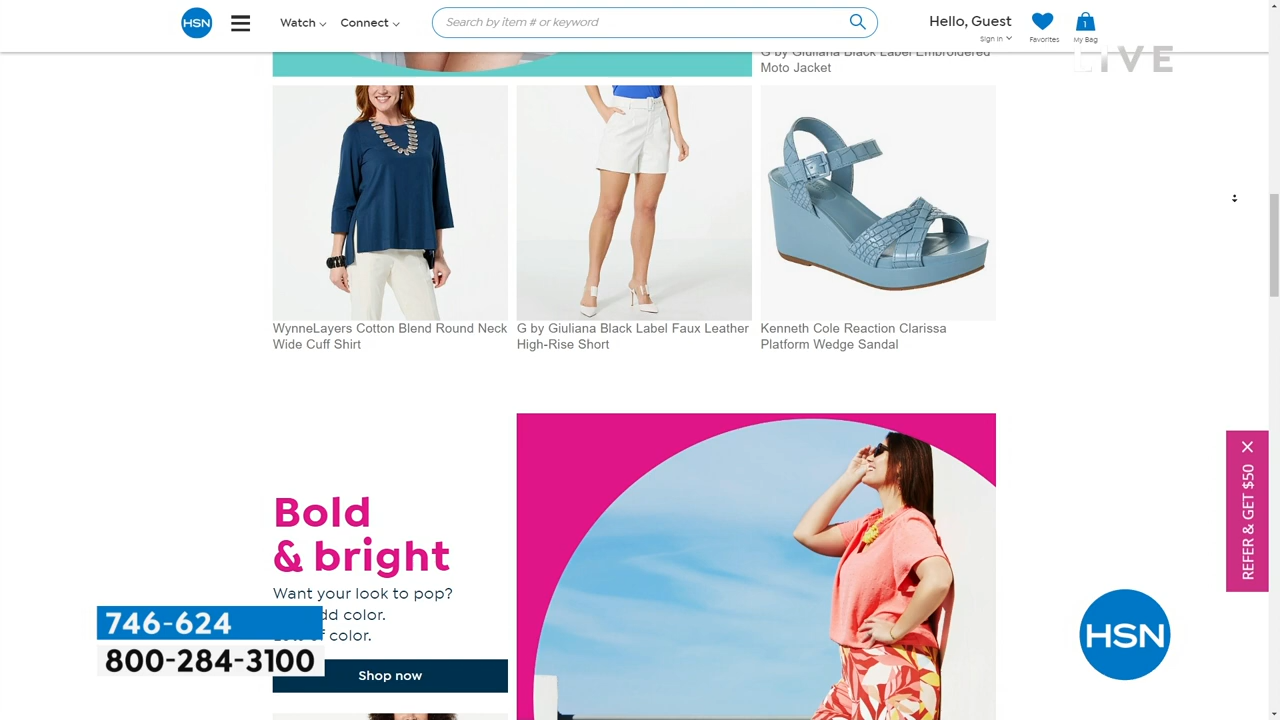 HSN
Watch
Connect
Search by item # or keyword
Hello, Guest
Sign In
Favorites
1
My Bag
LIVE
G by Giuliana Black Label Embroidered
Moto Jacket
WynneLayers Cotton Blend Round Neck
Wide Cuff Shirt
G by Giuliana Black Label Faux Leather
High-Rise Short
Kenneth Cole Reaction Clarissa
Platform Wedge Sandal
Bold
& bright
Want your look to pop?
dd color.
of color.
Shop now
746-624
800-284-3100
REFER & GET $50
HSN